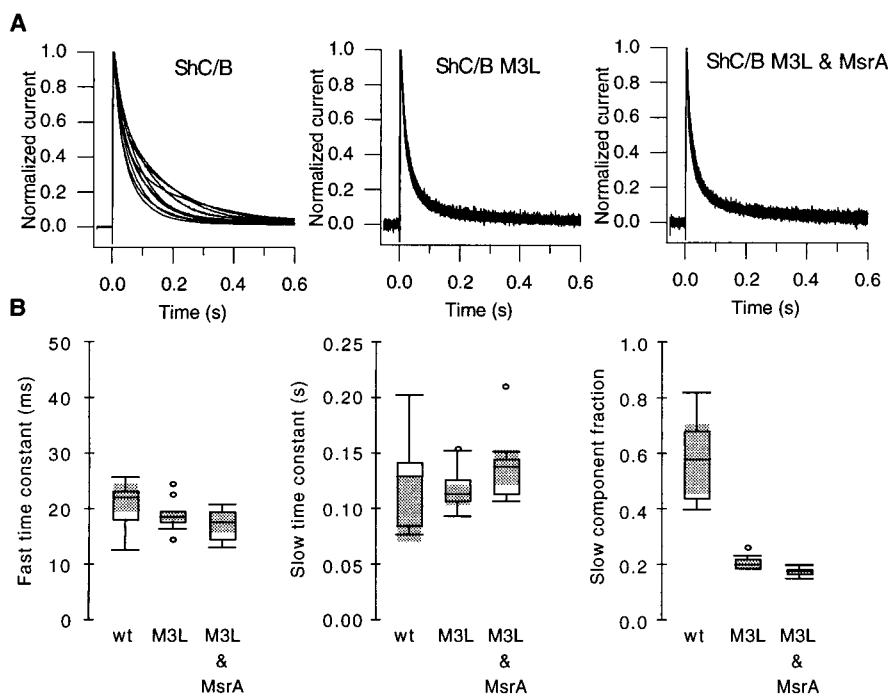 A
ShC/B
ShC/B M3L
ShC/B M3L & MsrA
Normalized current
1.0
0.8
0.6
0.4
0.2
0.0
0.0 0.2 0.4 0.6
Time (s)
Normalized current
1.0
0.8
0.6
0.4
0.2
0.0
0.0 0.2 0.4 0.6
Time (s)
Normalized current
1.0
0.8
0.6
0.4
0.2
0.0
0.0 0.2 0.4 0.6
Time (s)
B
Fast time constant (ms)
50
40
30
20
10
0
wt M3L M3L
&
MsrA
Slow time constant (s)
0.25
0.20
0.15
0.10
0.05
0.00
wt M3L M3L
&
MsrA
Slow component fraction
1.0
0.8
0.6
0.4
0.2
0.0
wt M3L M3L
&
MsrA